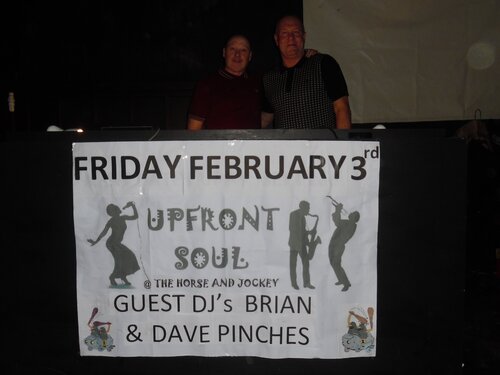 FRIDAY FEBRUARY 3rd
UPFRONT
SOUL
@ THE HORSE AND JOCKEY
GUEST DJ's BRIAN
& DAVE PINCHES